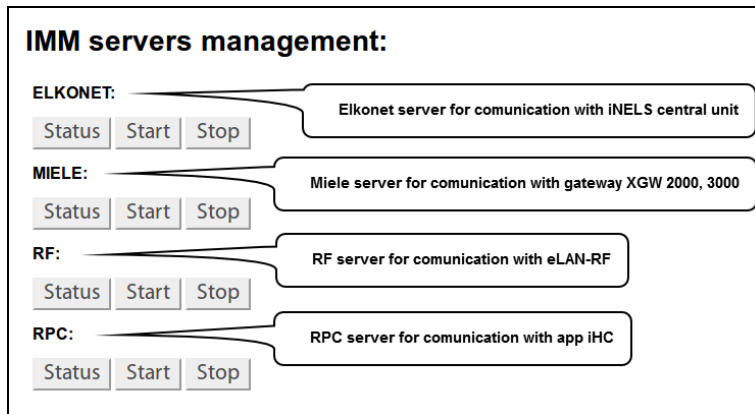 IMM servers management:
ELKONET:
Elkonet server for comunication with iNELS central unit
Status Start Stop
MIELE:
Miele server for comunication with gateway XGW 2000, 3000
Status Start Stop
RF:
RF server for comunication with eLAN-RF
Status Start Stop
RPC:
RPC server for comunication with app iHC
Status Start Stop